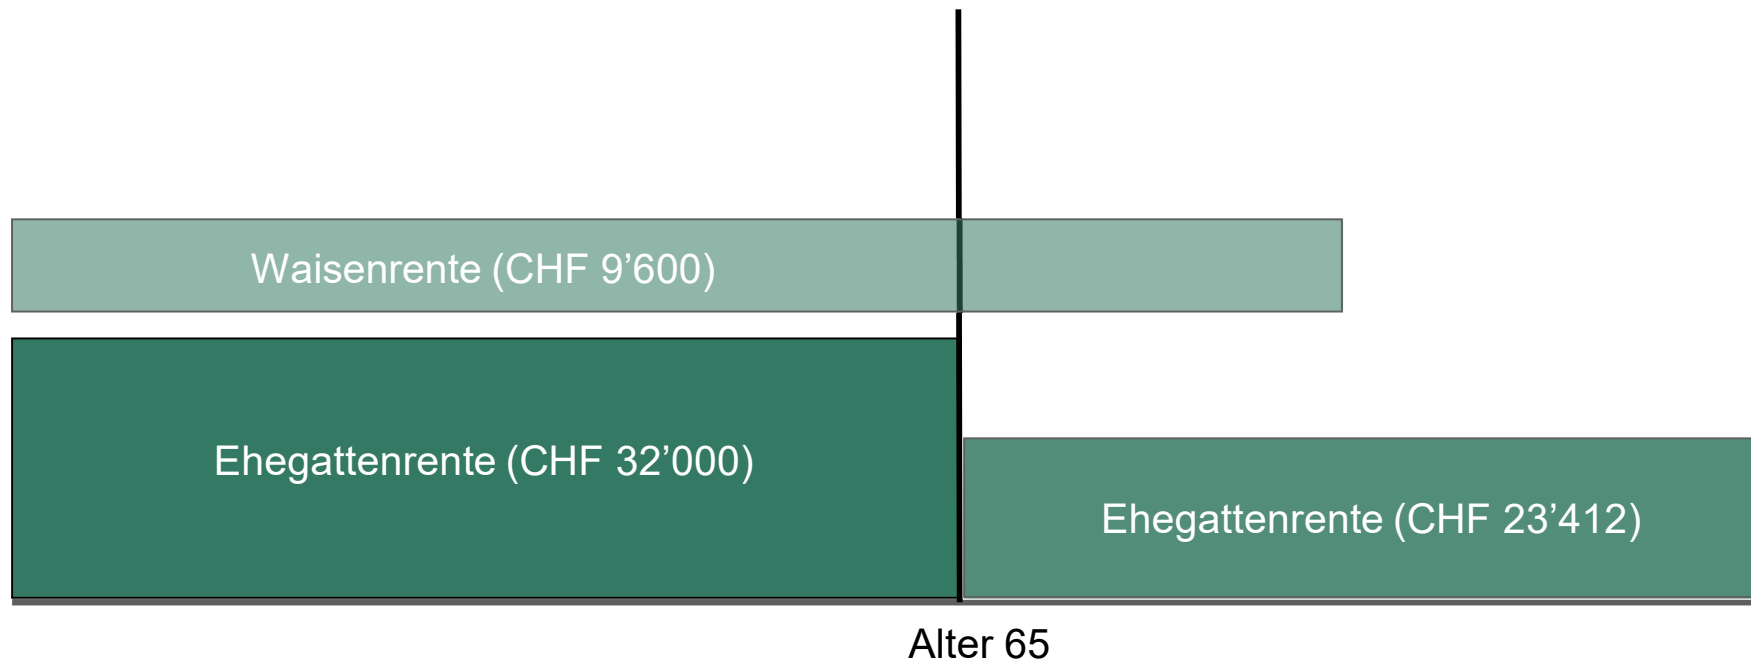 Waisenrente (CHF 9’600)
Ehegattenrente (CHF 32’000)
Ehegattenrente (CHF 23’412)
Alter 65